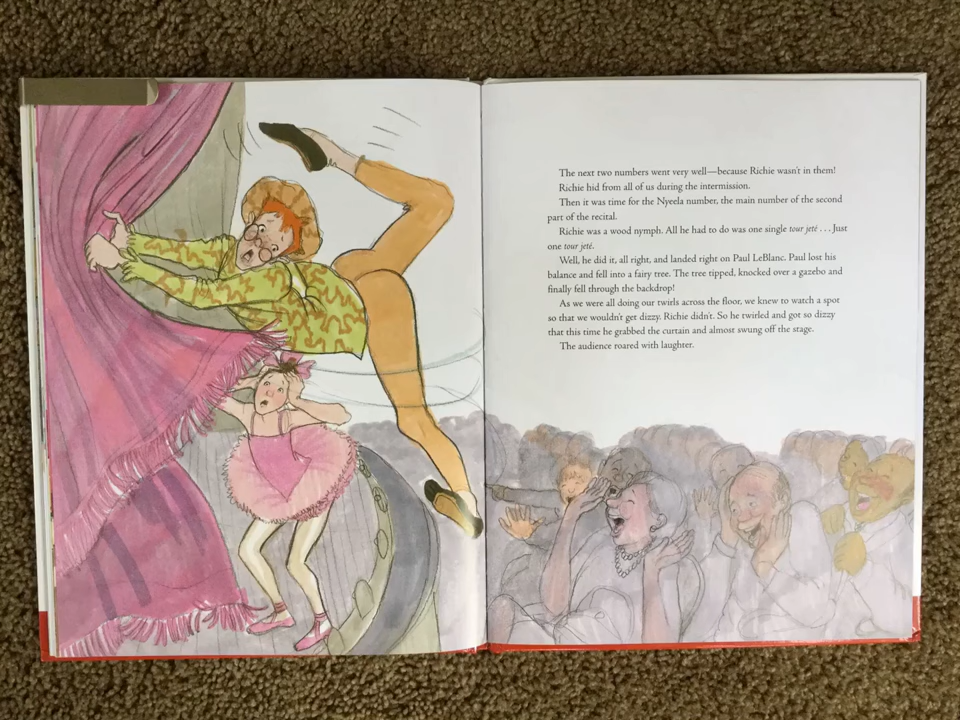 The next two numbers went very well—because Richie wasn't in them!
Richie hid from all of us during the intermission.
Then it was time for the Nyeela number, the main number of the second
part of the recital.
Richie was a wood nymph. All he had to do was one single tour jeté . . . Just
one tour jeté.
Well, he did it, all right, and landed right on Paul LeBlanc. Paul lost his
balance and fell into a fairy tree. The tree tipped, knocked over a gazebo and
finally fell through the backdrop!
As we were all doing our twirls across the floor, we knew to watch a spot
so that we wouldn't get dizzy. Richie didn't. So he twirled and got so dizzy
that this time he grabbed the curtain and almost swung off the stage.
The audience roared with laughter.